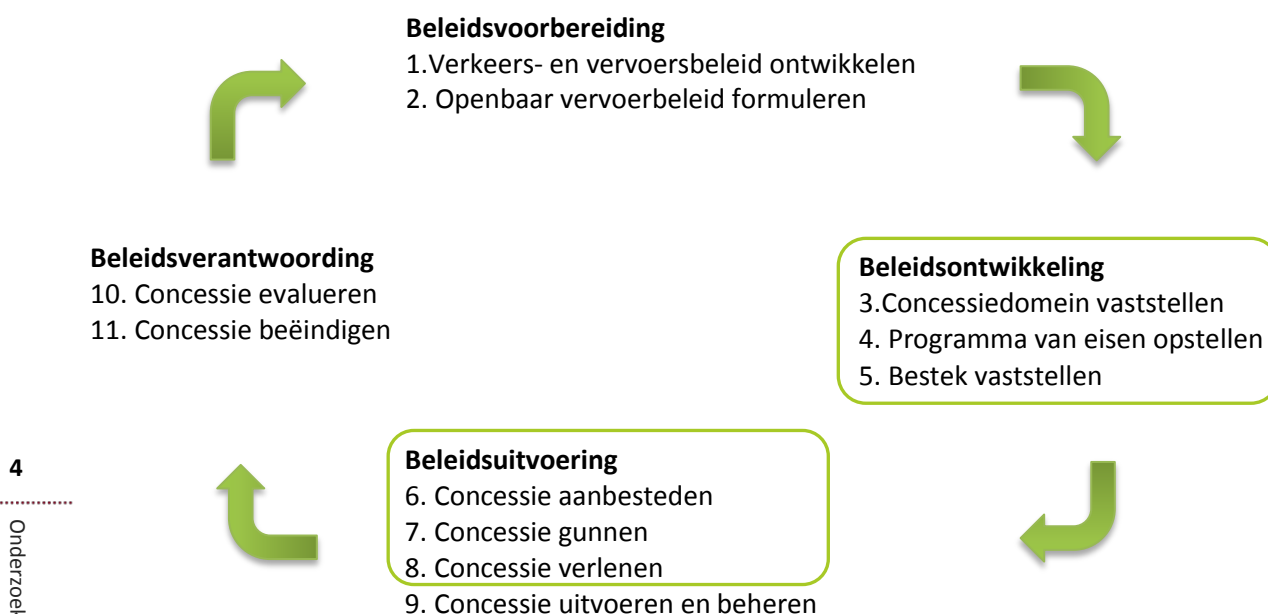 Beleidsvoorbereiding
1.Verkeers- en vervoersbeleid ontwikkelen
2. Openbaar vervoerbeleid formuleren
Beleidsverantwoording
10. Concessie evalueren
11. Concessie beëindigen
Beleidsontwikkeling
3.Concessiedomein vaststellen
4. Programma van eisen opstellen
5. Bestek vaststellen
Beleidsuitvoering
6. Concessie aanbesteden
7. Concessie gunnen
8. Concessie verlenen
9. Concessie uitvoeren en beheren
4
Onderzoek